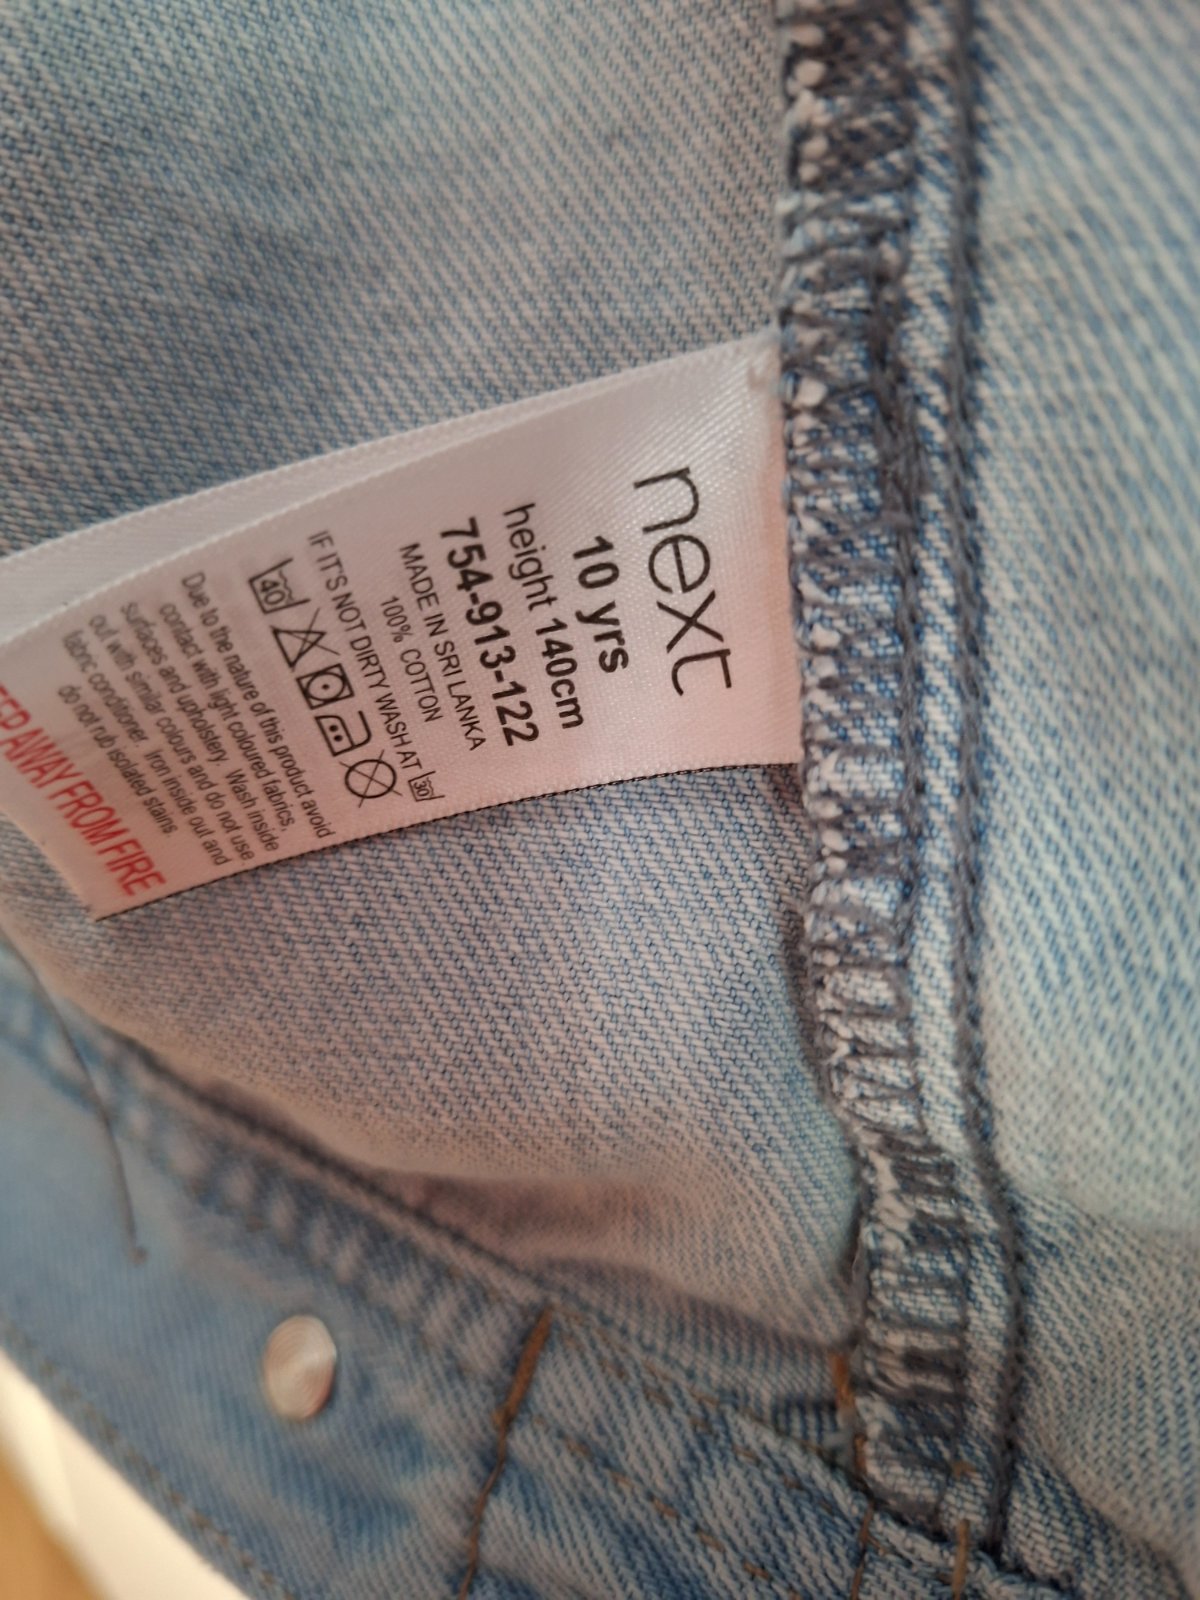 next
10 yrs
height 140cm
754-913-122
MADE IN SRI LANKA
100% COTTON
IF IT'S NOT DIRTY WASH AT 30
40
Due to the nature of this product avoid
contact with light coloured fabrics,
surfaces and upholstery. Wash inside
out with similar colours and do not use
fabric conditioner. Iron inside out and
do not rub isolated stains
AWAY FROM FIRE